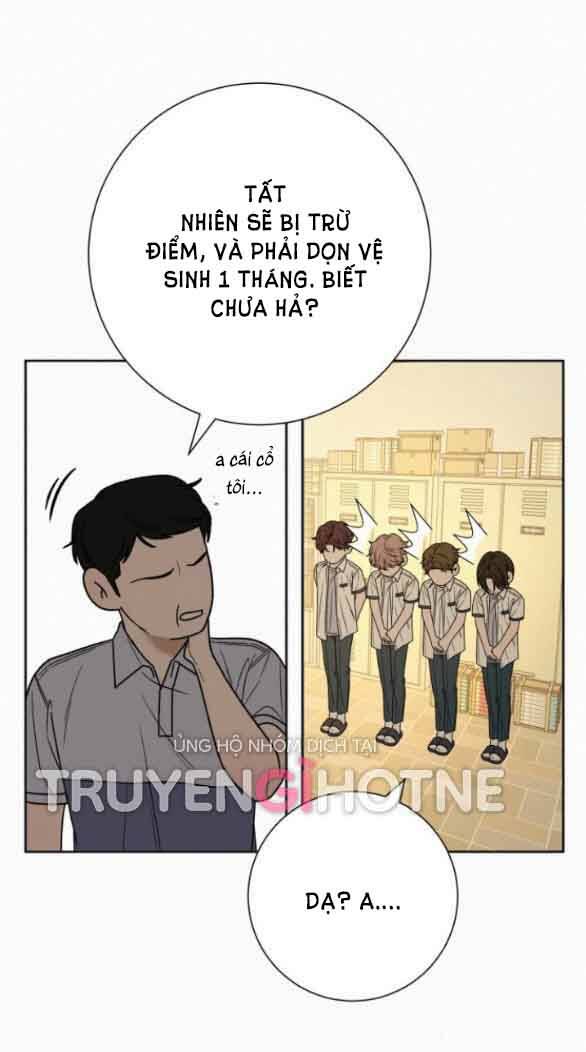 TẤT
NHIÊN SẼ BỊ TRỪ
ĐIỂM, VÀ PHẢI DỌN VỆ
SINH 1 THÁNG. BIẾT
CHƯA HẢ?
a cái cổ
tôi...
ỦNG HỘ NHÓM DỊCH TẠI
TRUYENGIHOTNE
DẠ? A....